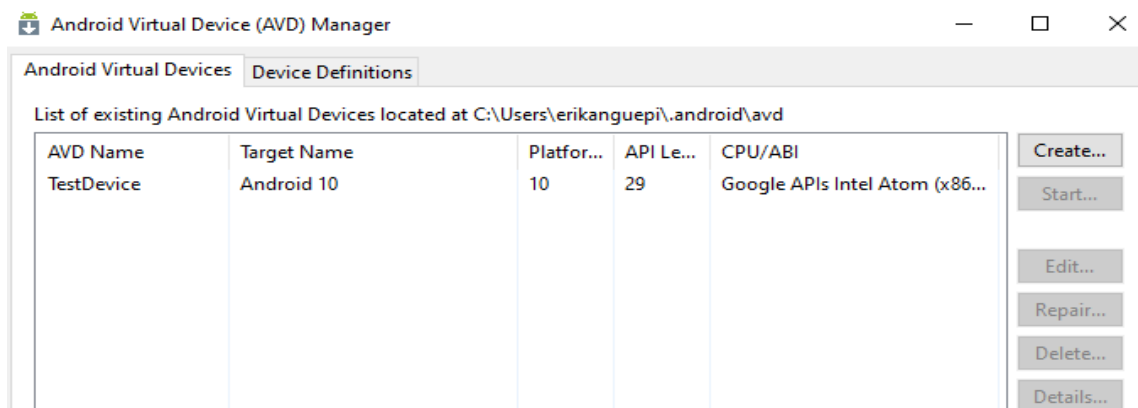 Android Virtual Device (AVD) Manager
Android Virtual Devices Device Definitions
List of existing Android Virtual Devices located at C:\Users\erikanguepi\.android\avd
AVD Name Target Name Platfor... API Le... CPU/ABI Create...
TestDevice Android 10 10 29 Google APIs Intel Atom (x86... Start...
Edit...
Repair...
Delete...
Details...